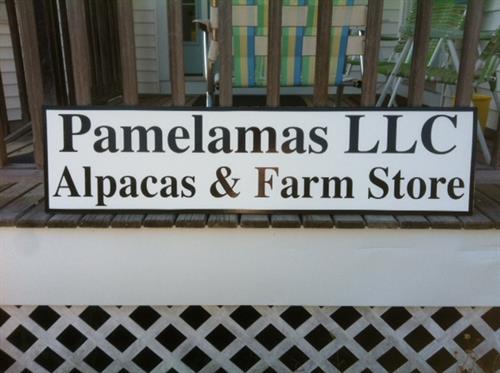 Pamelamas LLC
Alpacas & Farm Store